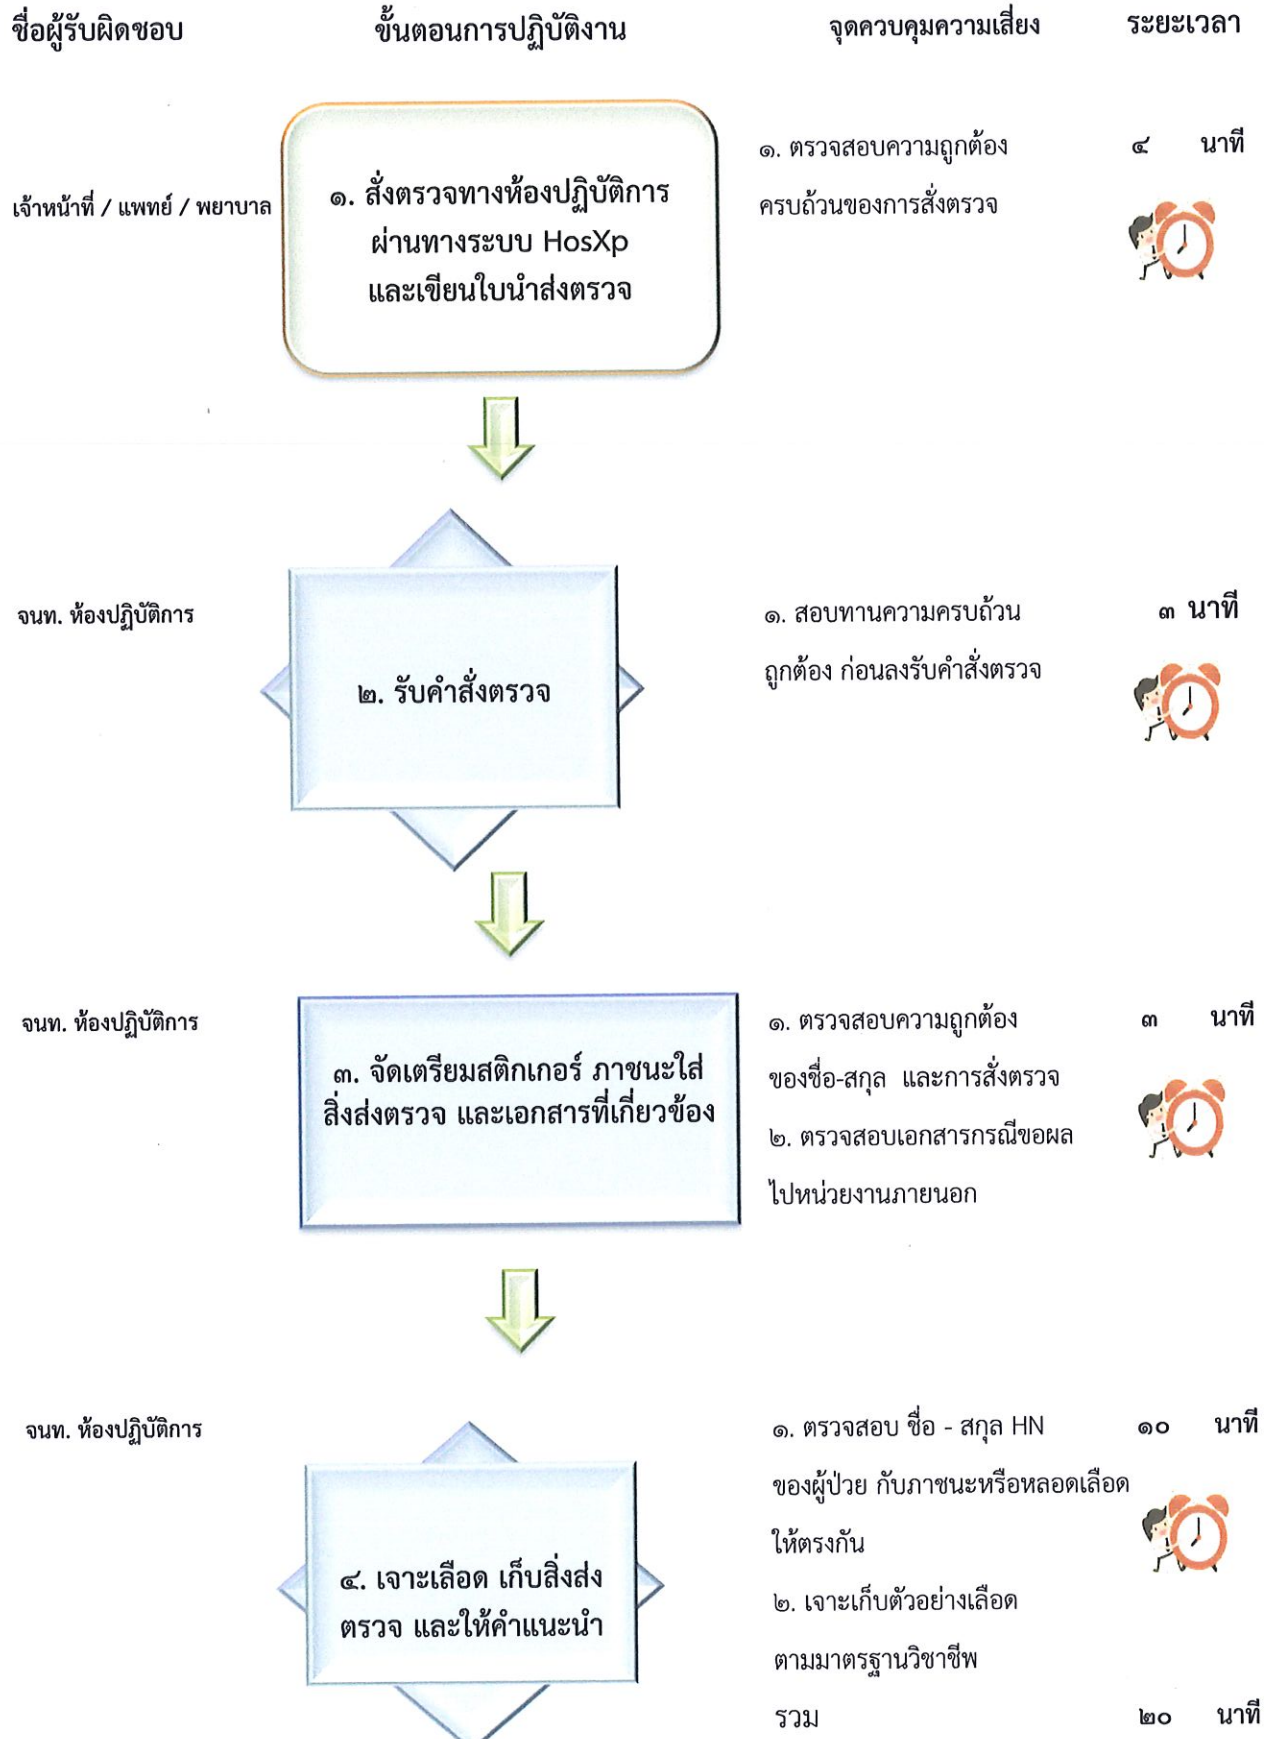 ชื่อผู้รับผิดชอบ ขั้นตอนการปฏิบัติงาน จุดควบคุมความเสี่ยง ระยะเวลา
เจ้าหน้าที่ / แพทย์ / พยาบาล
๑. สั่งตรวจทางห้องปฏิบัติการ
ผ่านทางระบบ HosXp
และเขียนใบนำส่งตรวจ
๑. ตรวจสอบความถูกต้อง
ครบถ้วนของการสั่งตรวจ
๔ นาที
จนท. ห้องปฏิบัติการ
๒. รับคำสั่งตรวจ
๑. สอบทานความครบถ้วน
ถูกต้อง ก่อนลงรับคำสั่งตรวจ
๓ นาที
จนท. ห้องปฏิบัติการ
๓. จัดเตรียมสติกเกอร์ ภาชนะใส่
สิ่งส่งตรวจ และเอกสารที่เกี่ยวข้อง
๑. ตรวจสอบความถูกต้อง
ของชื่อ-สกุล และการสั่งตรวจ
๒. ตรวจสอบเอกสารกรณีขอผล
ไปหน่วยงานภายนอก
๓ นาที
จนท. ห้องปฏิบัติการ
๔. เจาะเลือด เก็บสิ่งส่ง
ตรวจ และให้คำแนะนำ
๑. ตรวจสอบ ชื่อ - สกุล HN
ของผู้ป่วย กับภาชนะหรือหลอดเลือด
ให้ตรงกัน
๒. เจาะเก็บตัวอย่างเลือด
ตามมาตรฐานวิชาชีพ
๑๐ นาที
รวม ๒๐ นาที